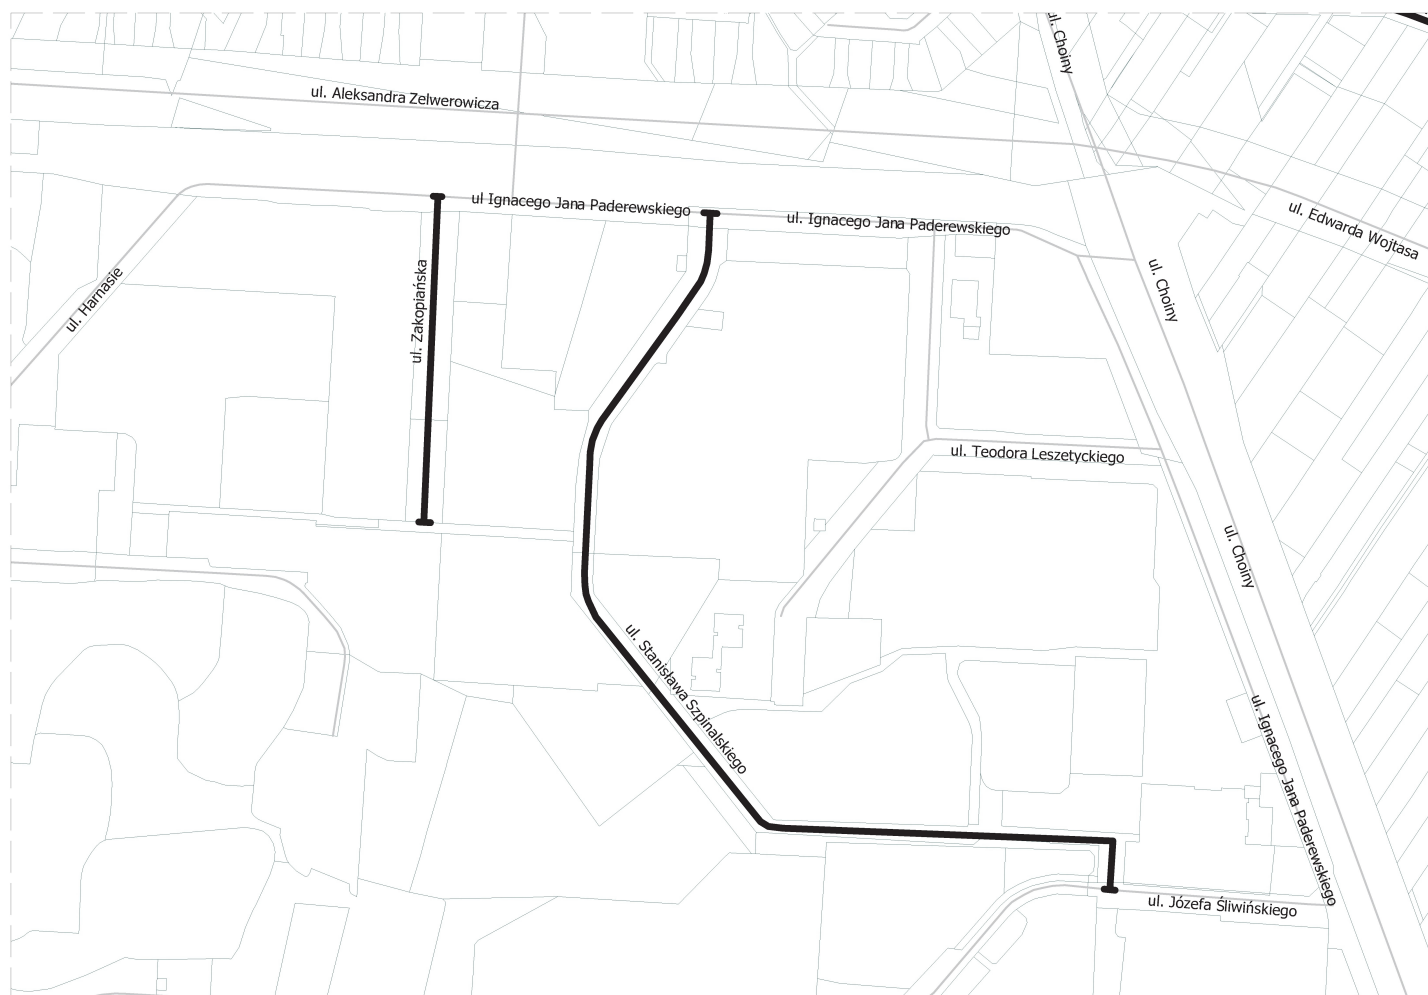 ul. Choiny
ul. Aleksandra Zelwerowicza
ul Ignacego Jana Paderewskiego
ul. Ignacego Jana Paderewskiego
ul. Edwarda Wojtasa
ul. Harnasie
ul. Zakopiańska
ul. Choiny
ul. Teodora Leszetyckiego
ul. Choiny
ul. Stanisława Szpinalskiego
ul. Ignacego Jana Paderewskiego
ul. Józefa Śliwińskiego